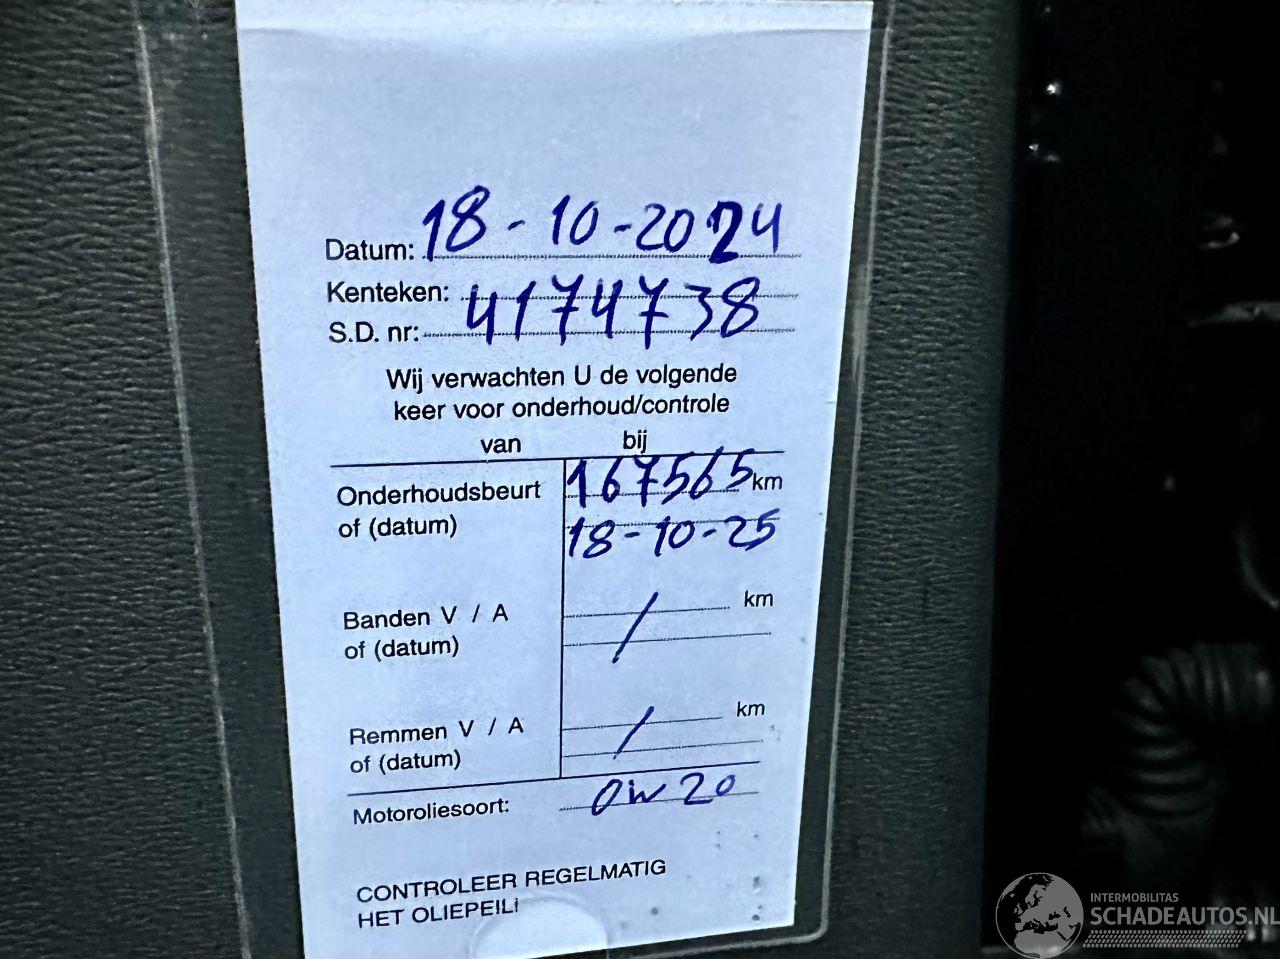 Datum: 18-10-2024
Kenteken:
S.D. nr: 4174738
Wij verwachten U de volgende
keer voor onderhoud/controle
van bij
Onderhoudsbeurt 167565 km
of (datum) 18-10-25
Banden V / A km
of (datum) /
Remmen V / A / km
of (datum)
Motoroliesoort: 0W20
CONTROLEER REGELMATIG
HET OLIEPEIL!
INTERMOBILITAS
SCHADEAUTOS.NL